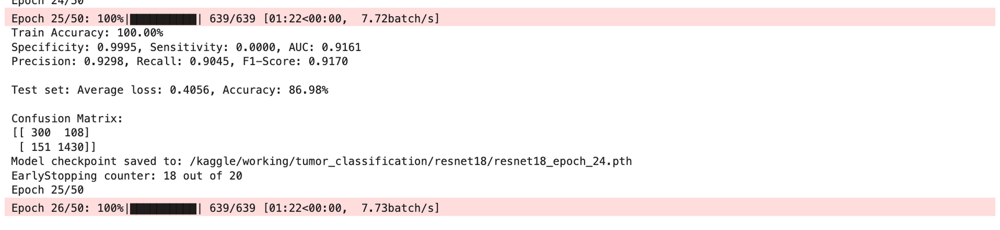 Epoch 24/50
Epoch 25/50: 100%|██████████| 639/639 [01:22<00:00,  7.72batch/s]
Train Accuracy: 100.00%
Specificity: 0.9995, Sensitivity: 0.0000, AUC: 0.9161
Precision: 0.9298, Recall: 0.9045, F1-Score: 0.9170
Test set: Average loss: 0.4056, Accuracy: 86.98%
Confusion Matrix:
[[ 300  108]
 [ 151 1430]]
Model checkpoint saved to: /kaggle/working/tumor_classification/resnet18/resnet18_epoch_24.pth
EarlyStopping counter: 18 out of 20
Epoch 25/50
Epoch 26/50: 100%|██████████| 639/639 [01:22<00:00,  7.73batch/s]